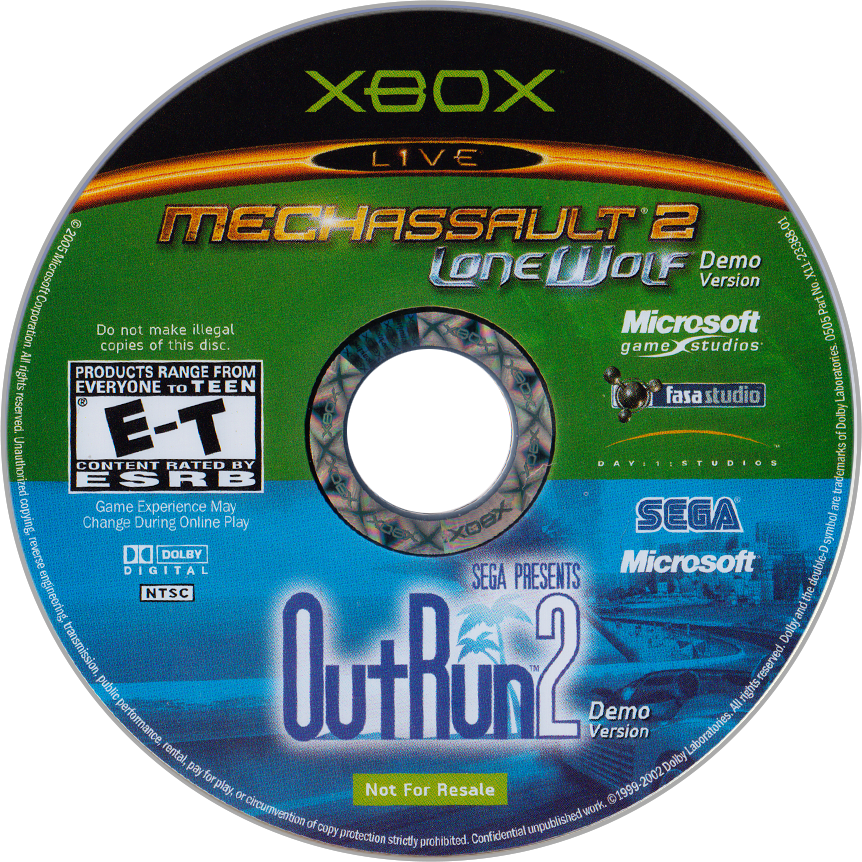 XBOX
LIVE
MECHASSAULT® 2
LONE WOLF
Demo
Version
Do not make illegal
copies of this disc.
Microsoft
game studios
PRODUCTS RANGE FROM
EVERYONE TO TEEN
E-T
®
CONTENT RATED BY
ESRB
fasastudio
DAY:1:STUDIOS
Game Experience May
Change During Online Play
SEGA®
Microsoft
DOLBY
DIGITAL
NTSC
SEGA PRESENTS
OutRun™2
Demo
Version
Not For Resale
© 2005 Microsoft Corporation. All rights reserved. Unauthorized copying, reverse engineering, transmission, public performance, rental, pay for play, or circumvention of copy protection strictly prohibited. Confidential unpublished work. ©1999-2002 Dolby Laboratories. All rights reserved. Dolby and the double-D symbol are trademarks of Dolby Laboratories. 0505 Part No. X11-23388-01
XBOX
XBOX